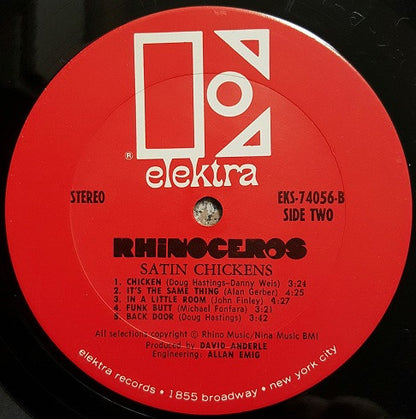 elektra
®
STEREO
EKS-74056-B
SIDE TWO
RHINOCEROS
SATIN CHICKENS
1. CHICKEN (Doug Hastings-Danny Weis) 3:24
2. IT'S THE SAME THING (Alan Gerber) 4:25
3. IN A LITTLE ROOM (John Finley) 4:27
4. FUNK BUTT (Michael Fonfara) 3:2)
5. BACK DOOR (Doug Hastings) 3:42
All selections copyright © Rhino Music/Nina Music BMI
Produced by DAVID ANDERLE
Engineering: ALLAN EMIG
elektra records • 1855 broadway • new york city